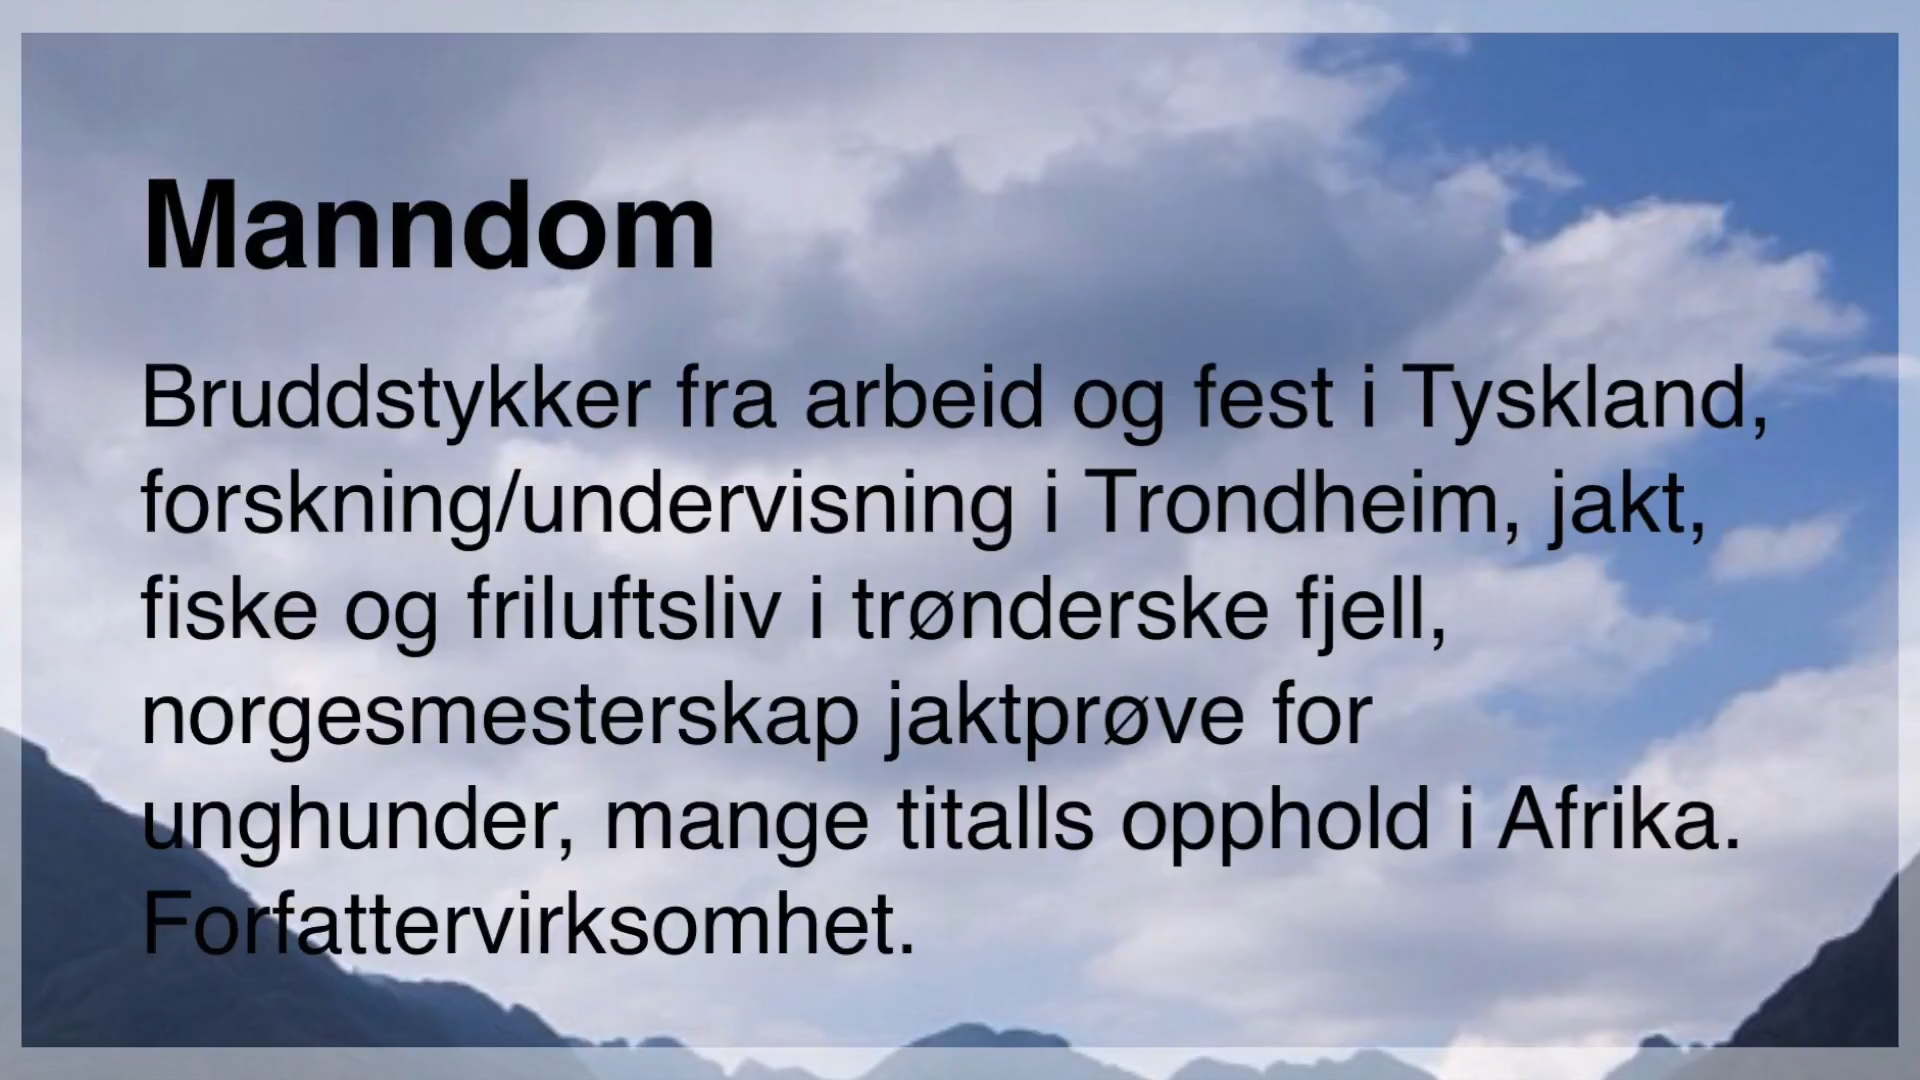 Manndom
Bruddstykker fra arbeid og fest i Tyskland,
forskning/undervisning i Trondheim, jakt,
fiske og friluftsliv i trønderske fjell,
norgesmesterskap jaktprøve for
unghunder, mange titalls opphold i Afrika.
Forfattervirksomhet.